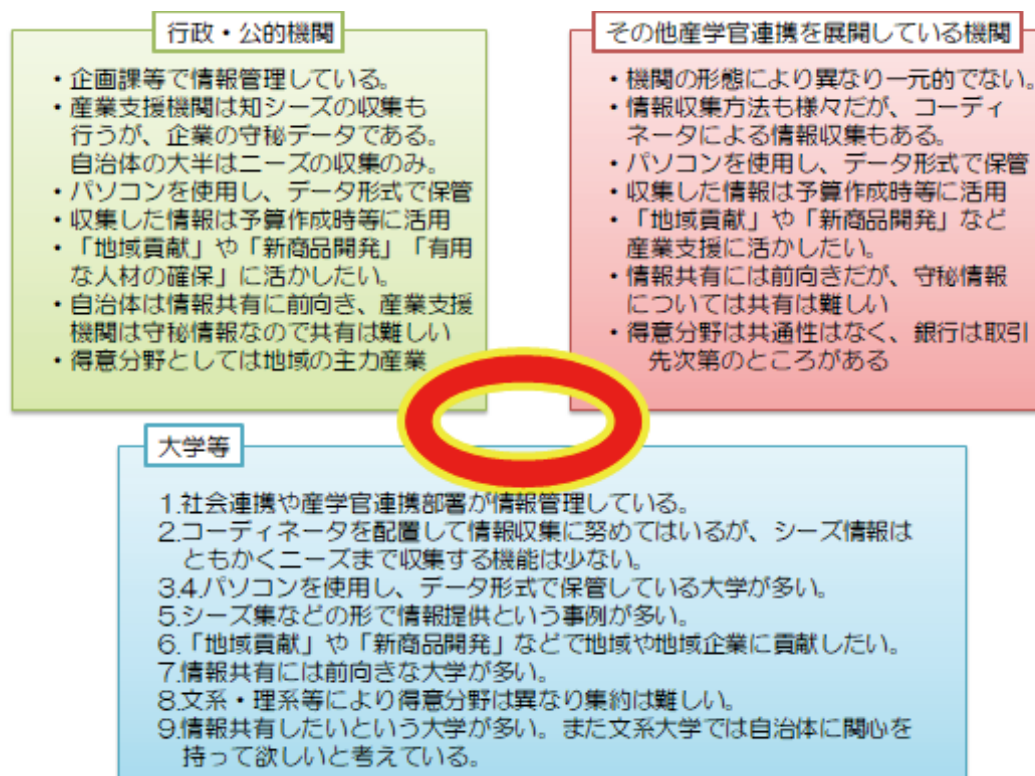 行政・公的機関
・企画課等で情報管理している。
・産業支援機関は知シーズの収集も
行うが、企業の守秘データである。
自治体の大半はニーズの収集のみ。
・パソコンを使用し、データ形式で保管
・収集した情報は予算作成時等に活用
・「地域貢献」や「新商品開発」「有用
な人材の確保」に活かしたい。
・自治体は情報共有に前向き、産業支援
機関は守秘情報なので共有は難しい
・得意分野としては地域の主力産業
その他産学官連携を展開している機関
・機関の形態により異なり一元的でない。
・情報収集方法も様々だが、コーディ
ネータによる情報収集もある。
・パソコンを使用し、データ形式で保管
・収集した情報は予算作成時等に活用
・「地域貢献」や「新商品開発」など
産業支援に活かしたい。
・情報共有には前向きだが、守秘情報
については共有は難しい
・得意分野は共通性はなく、銀行は取引
先次第のところがある
大学等
1.社会連携や産学官連携部署が情報管理している。
2.コーディネータを配置して情報収集に努めてはいるが、シーズ情報は
ともかくニーズまで収集する機能は少ない。
3.4.パソコンを使用し、データ形式で保管している大学が多い。
5.シーズ集などの形で情報提供という事例が多い。
6.「地域貢献」や「新商品開発」などで地域や地域企業に貢献したい。
7.情報共有には前向きな大学が多い。
8.文系・理系等により得意分野は異なり集約は難しい。
9.情報共有したいという大学が多い。また文系大学では自治体に関心を
持って欲しいと考えている。